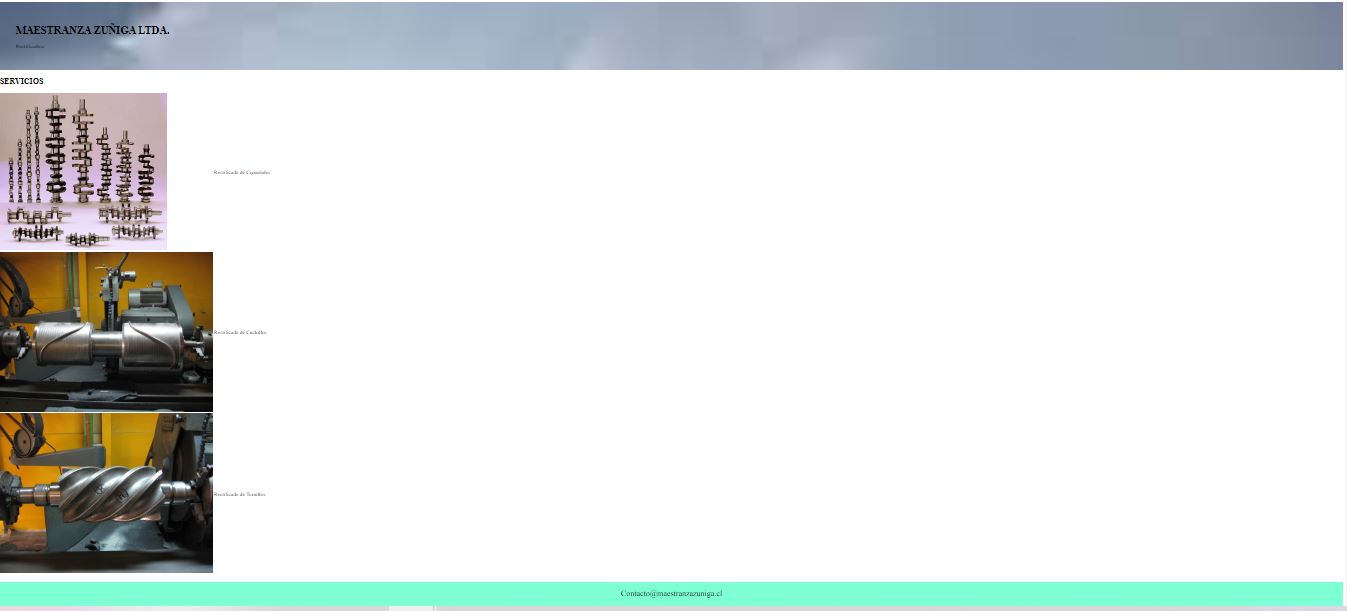 MAESTRANZA ZUÑIGA LTDA.
Rectificadora
SERVICIOS
Rectificado de Cigueñales
Rectificado de Cuchillos
Rectificado de Tornillos
Contacto@maestranzazuniga.cl